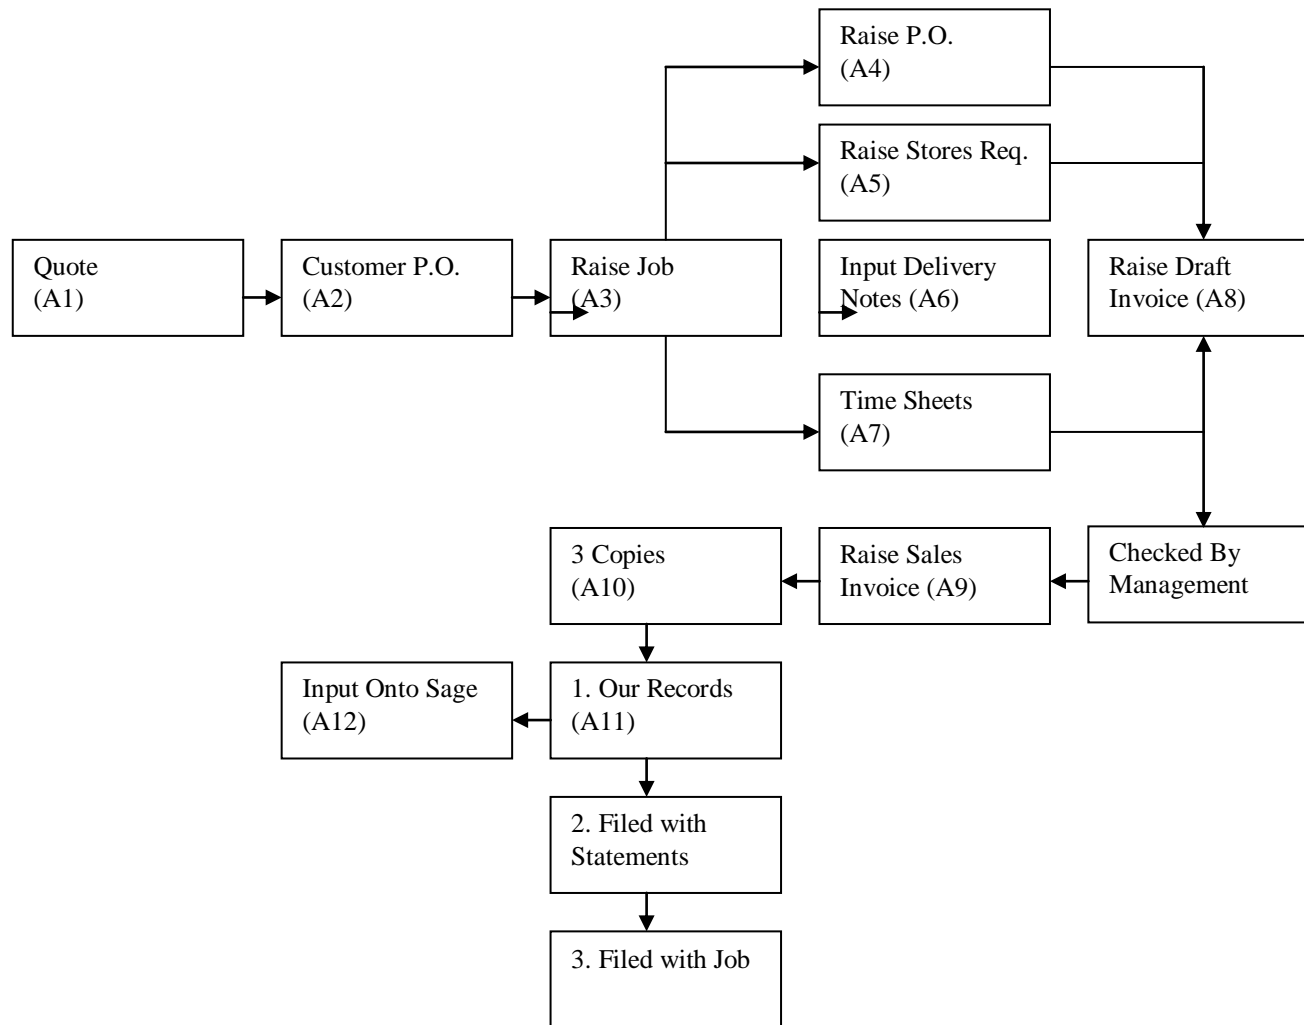 Raise P.O.
(A4)
Raise Stores Req.
(A5)
Quote
(A1)
Customer P.O.
(A2)
Raise Job
(A3)
Input Delivery
Notes (A6)
Raise Draft
Invoice (A8)
Time Sheets
(A7)
3 Copies
(A10)
Raise Sales
Invoice (A9)
Checked By
Management
Input Onto Sage
(A12)
1. Our Records
(A11)
2. Filed with
Statements
3. Filed with Job